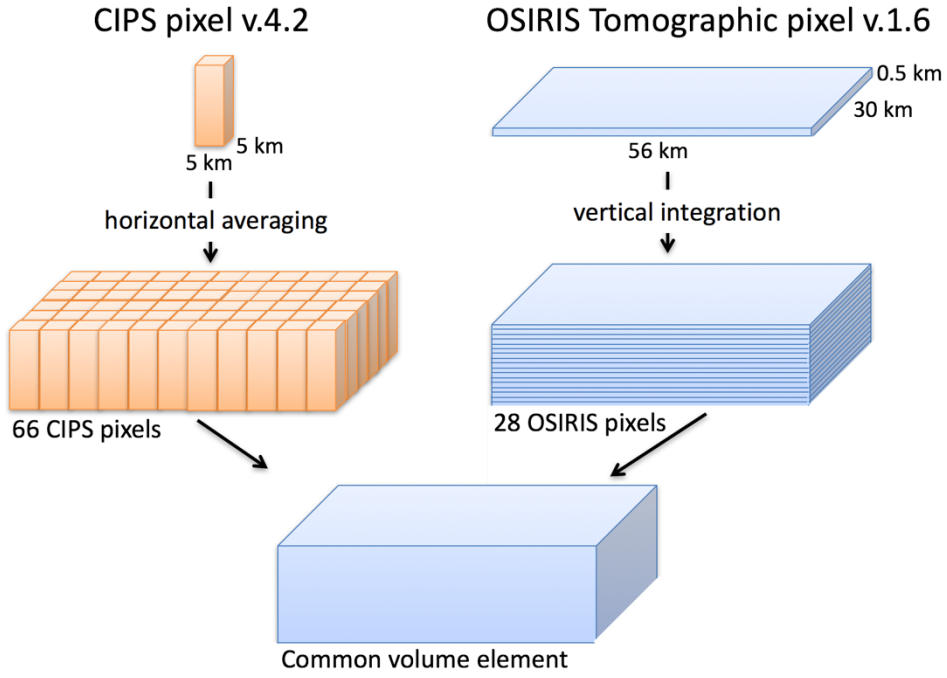 CIPS pixel v.4.2
OSIRIS Tomographic pixel v.1.6
5 km
5 km
0.5 km
30 km
56 km
horizontal averaging
vertical integration
66 CIPS pixels
28 OSIRIS pixels
Common volume element